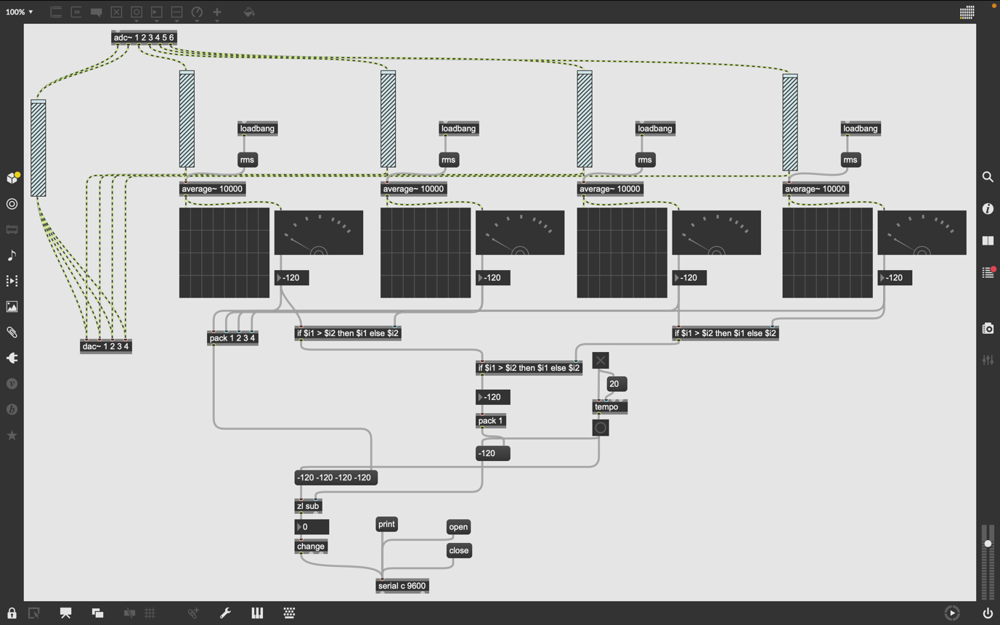 100%
adc~ 1 2 3 4 5 6
loadbang
loadbang
loadbang
loadbang
rms
rms
rms
rms
average~ 10000
average~ 10000
average~ 10000
average~ 10000
-120
-120
-120
-120
pack 1 2 3 4
if $i1 > $i2 then $i1 else $i2
if $i1 > $i2 then $i1 else $i2
dac~ 1 2 3 4
if $i1 > $i2 then $i1 else $i2
20
-120
tempo
pack 1
-120
-120 -120 -120 -120
zl sub
0
print
open
change
close
serial c 9600